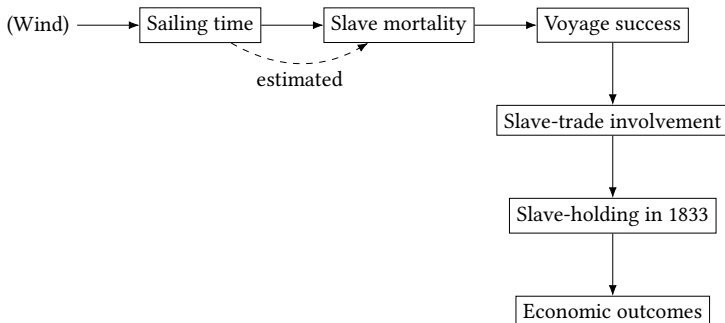 (Wind)
Sailing time
Slave mortality
Voyage success
estimated
Slave-trade involvement
Slave-holding in 1833
Economic outcomes